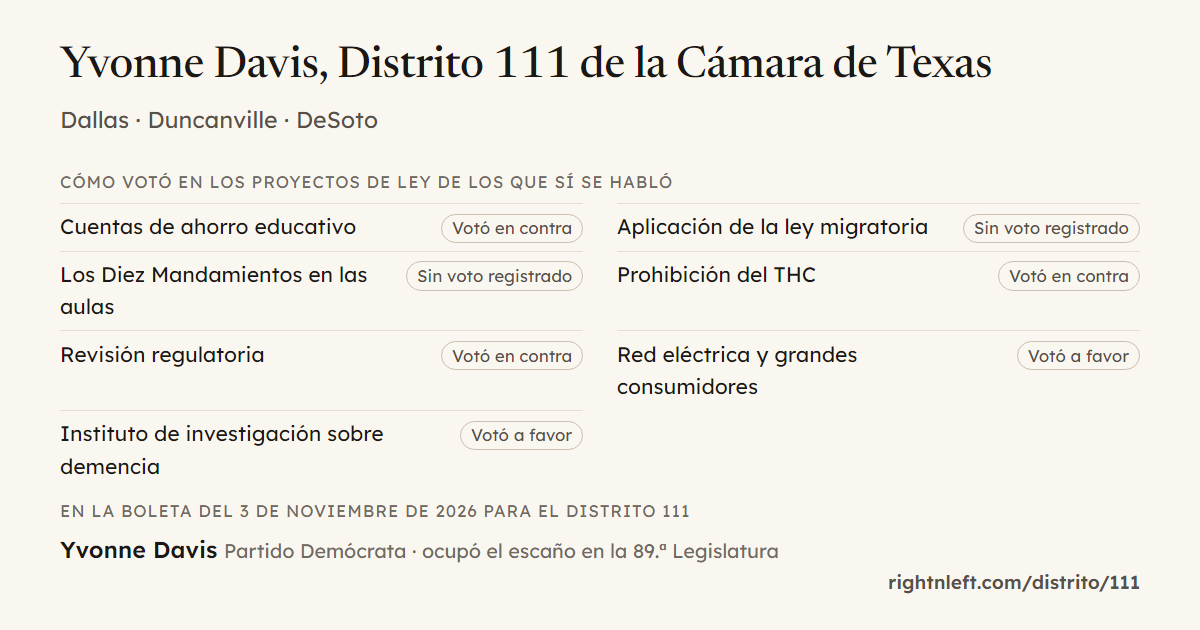 Yvonne Davis, Distrito 111 de la Cámara de Texas
Dallas · Duncanville · DeSoto
CÓMO VOTÓ EN LOS PROYECTOS DE LEY DE LOS QUE SÍ SE HABLÓ
Cuentas de ahorro educativo
Votó en contra
Aplicación de la ley migratoria
Sin voto registrado
Los Diez Mandamientos en las
aulas
Sin voto registrado
Prohibición del THC
Votó en contra
Revisión regulatoria
Votó en contra
Red eléctrica y grandes
consumidores
Votó a favor
Instituto de investigación sobre
demencia
Votó a favor
EN LA BOLETA DEL 3 DE NOVIEMBRE DE 2026 PARA EL DISTRITO 111
Yvonne Davis Partido Demócrata · ocupó el escaño en la 89.ª Legislatura
rightnleft.com/distrito/111